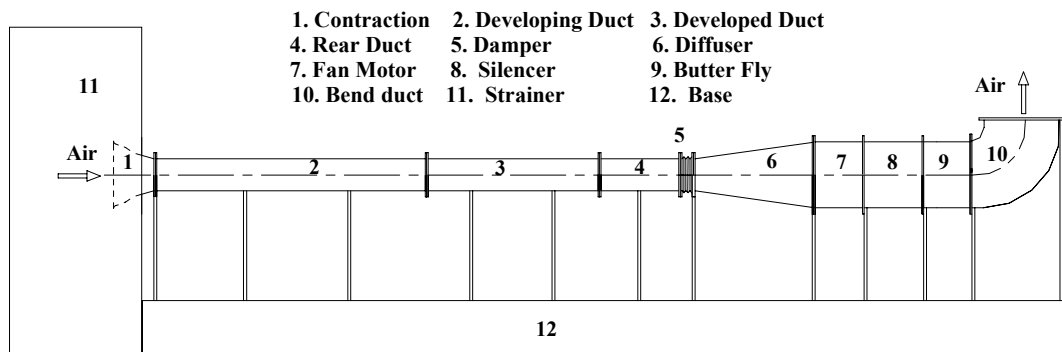 1. Contraction 2. Developing Duct 3. Developed Duct
4. Rear Duct 5. Damper 6. Diffuser
7. Fan Motor 8. Silencer 9. Butter Fly
10. Bend duct 11. Strainer 12. Base
11
Air
5
Air
1 2 3 4 6 7 8 9 10
12